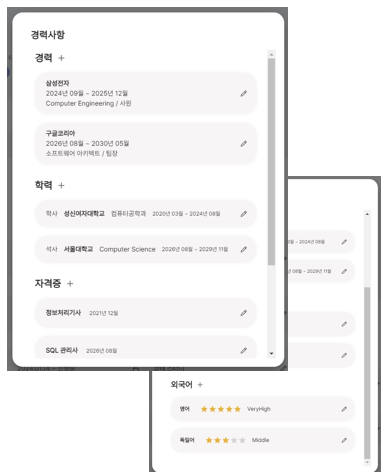 경력사항
경력 +
삼성전자
2024년 09월 ~ 2025년 12월
Computer Engineering / 사원
구글코리아
2026년 08월 ~ 2030년 05월
소프트웨어 아키텍트 / 팀장
학력 +
학사 성신여자대학교 컴퓨터공학과 2020년 03월 ~ 2024년 08월
석사 서울대학교 Computer Science 2026년 08월 ~ 2029년 11월
자격증 +
정보처리기사 2021년 12월
SQL 관리사 2026년 08월
월 ~ 2024년 08월
08월 ~ 2029년 11월
외국어 +
영어 ★★★★★ VeryHigh
독일어 ★★★☆☆ Middle